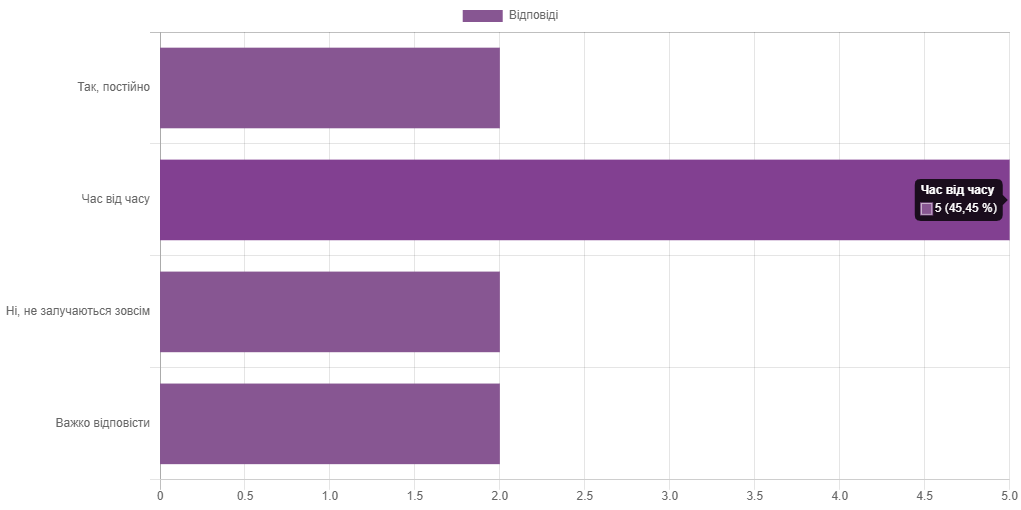 Відповіді
Так, постійно
Час від часу
Час від часу
5 (45,45 %)
Ні, не залучаються зовсім
Важко відповісти
0 0.5 1.0 1.5 2.0 2.5 3.0 3.5 4.0 4.5 5.0